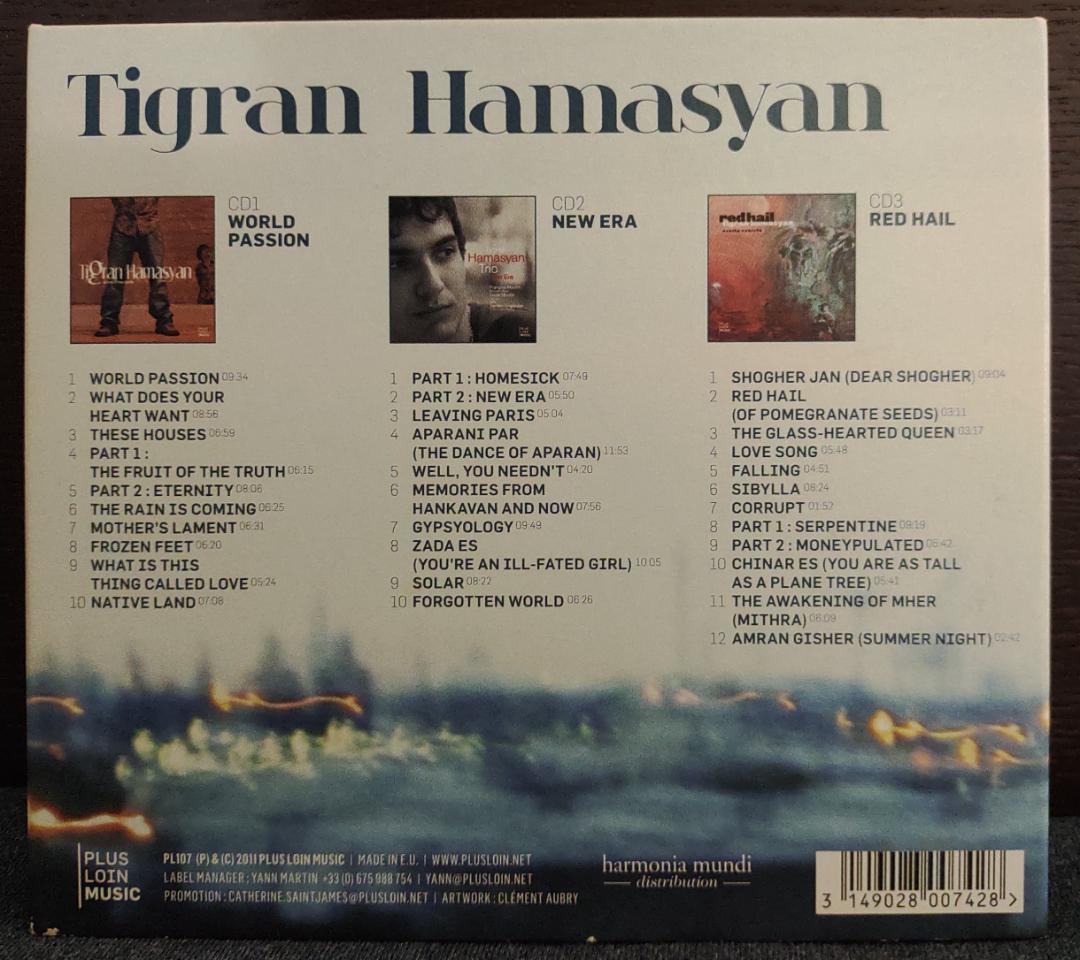 Tigran Hamasyan
Tigran Hamasyan
CD1
WORLD
PASSION
1 WORLD PASSION 09:34
2 WHAT DOES YOUR
HEART WANT 08:56
3 THESE HOUSES 06:59
4 PART 1 :
THE FRUIT OF THE TRUTH 06:15
5 PART 2 : ETERNITY 08:06
6 THE RAIN IS COMING 06:25
7 MOTHER'S LAMENT 06:31
8 FROZEN FEET 06:20
9 WHAT IS THIS
THING CALLED LOVE 05:24
10 NATIVE LAND 07:08
Hamasyan
Trio
CD2
NEW ERA
1 PART 1 : HOMESICK 07:49
2 PART 2 : NEW ERA 05:50
3 LEAVING PARIS 05:04
4 APARANI PAR
(THE DANCE OF APARAN) 11:53
5 WELL, YOU NEEDN'T 04:20
6 MEMORIES FROM
HANKAVAN AND NOW 07:56
7 GYPSYOLOGY 09:49
8 ZADA ES
(YOU'RE AN ILL-FATED GIRL) 10:05
9 SOLAR 08:22
10 FORGOTTEN WORLD 06:26
redhail
CD3
RED HAIL
1 SHOGHER JAN (DEAR SHOGHER) 09:04
2 RED HAIL
(OF POMEGRANATE SEEDS) 03:11
3 THE GLASS-HEARTED QUEEN 03:17
4 LOVE SONG 05:48
5 FALLING 04:51
6 SIBYLLA 06:24
7 CORRUPT 01:52
8 PART 1 : SERPENTINE 09:19
9 PART 2 : MONEYPULATED 06:42
10 CHINAR ES (YOU ARE AS TALL
AS A PLANE TREE) 05:41
11 THE AWAKENING OF MHER
(MITHRA) 06:09
12 AMRAN GISHER (SUMMER NIGHT) 02:42
PLUS
LOIN
MUSIC
PL107 (P) & (C) 2011 PLUS LOIN MUSIC | MADE IN E.U. | WWW.PLUSLOIN.NET
LABEL MANAGER : YANN MARTIN +33 (0) 675 988 754 | YANN@PLUSLOIN.NET
PROMOTION : CATHERINE.SAINTJAMES@PLUSLOIN.NET | ARTWORK : CLÉMENT AUBRY
harmonia mundi
distribution
3 149028 007428 >